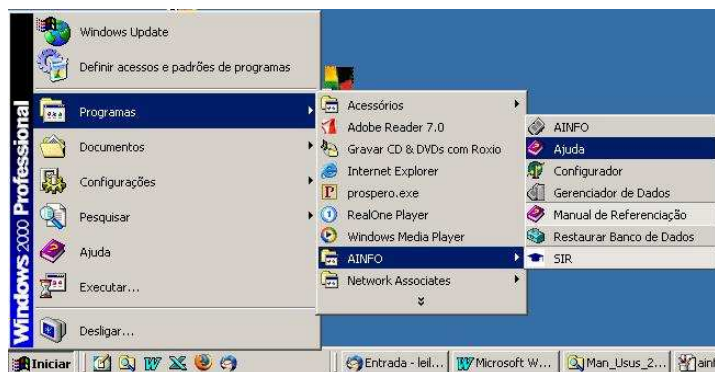 Windows 2000 Professional
Windows Update
Definir acessos e padrões de programas
Programas
Documentos
Configurações
Pesquisar
Ajuda
Executar...
Desligar...
Acessórios
Adobe Reader 7.0
Gravar CD & DVDs com Roxio
Internet Explorer
prospero.exe
RealOne Player
Windows Media Player
AINFO
Network Associates
AINFO
Ajuda
Configurador
Gerenciador de Dados
Manual de Referenciação
Restaurar Banco de Dados
SIR
Iniciar
Entrada - leil...
Microsoft W...
Man_Usus_2...
ainf